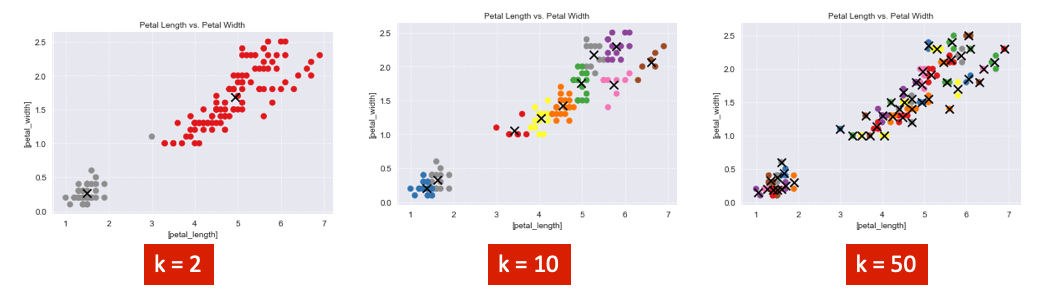 Petal Length vs. Petal Width
2.5
2.0
1.5
1.0
0.5
0.0
[petal_width]
1 2 3 4 5 6 7
[petal_length]
k = 2
Petal Length vs. Petal Width
2.5
2.0
1.5
1.0
0.5
0.0
[petal_width]
1 2 3 4 5 6 7
[petal_length]
k = 10
Petal Length vs. Petal Width
2.5
2.0
1.5
1.0
0.5
0.0
[petal_width]
1 2 3 4 5 6 7
[petal_length]
k = 50